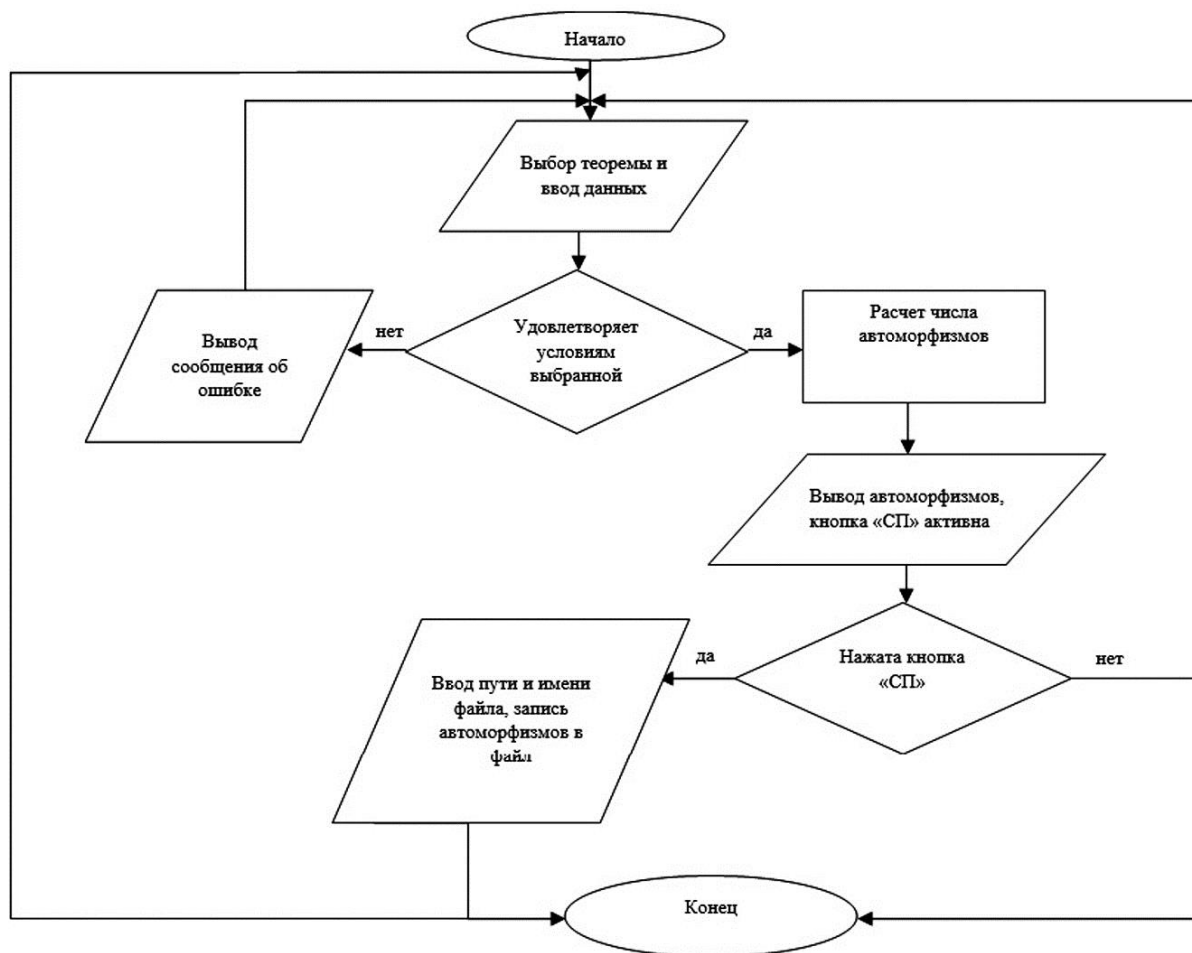 Начало
Выбор теоремы и
ввод данных
Удовлетворяет
условиям
выбранной
нет
да
Вывод
сообщения об
ошибке
Расчет числа
автоморфизмов
Вывод автоморфизмов,
кнопка «СП» активна
Нажата кнопка
«СП»
да
нет
Ввод пути и имени
файла, запись
автоморфизмов в
файл
Конец